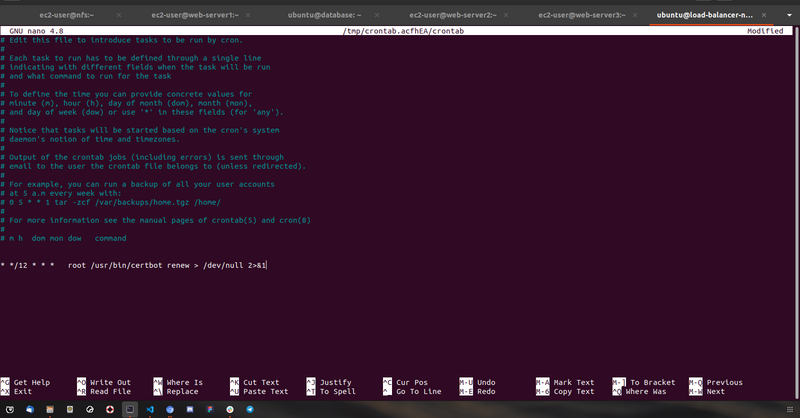 ec2-user@nfs:~ × ec2-user@web-server1:~ × ubuntu@database: ~ × ec2-user@web-server2:~ × ec2-user@web-server3:~ × ubuntu@load-balancer-n... ×
GNU nano 4.8 /tmp/crontab.acfhEA/crontab Modified
# Edit this file to introduce tasks to be run by cron.
#
# Each task to run has to be defined through a single line
# indicating with different fields when the task will be run
# and what command to run for the task
#
# To define the time you can provide concrete values for
# minute (m), hour (h), day of month (dom), month (mon),
# and day of week (dow) or use '*' in these fields (for 'any').
#
# Notice that tasks will be started based on the cron's system
# daemon's notion of time and timezones.
#
# Output of the crontab jobs (including errors) is sent through
# email to the user the crontab file belongs to (unless redirected).
#
# For example, you can run a backup of all your user accounts
# at 5 a.m every week with:
# 0 5 * * 1 tar -zcf /var/backups/home.tgz /home/
#
# For more information see the manual pages of crontab(5) and cron(8)
#
# m h  dom mon dow   command
* */12 * * *   root /usr/bin/certbot renew > /dev/null 2>&1
^G Get Help ^O Write Out ^W Where Is ^K Cut Text ^J Justify ^C Cur Pos M-U Undo M-A Mark Text M-] To Bracket M-Q Previous
^X Exit ^R Read File ^\ Replace ^U Paste Text ^T To Spell ^_ Go To Line M-E Redo M-6 Copy Text ^Q Where Was M-W Next